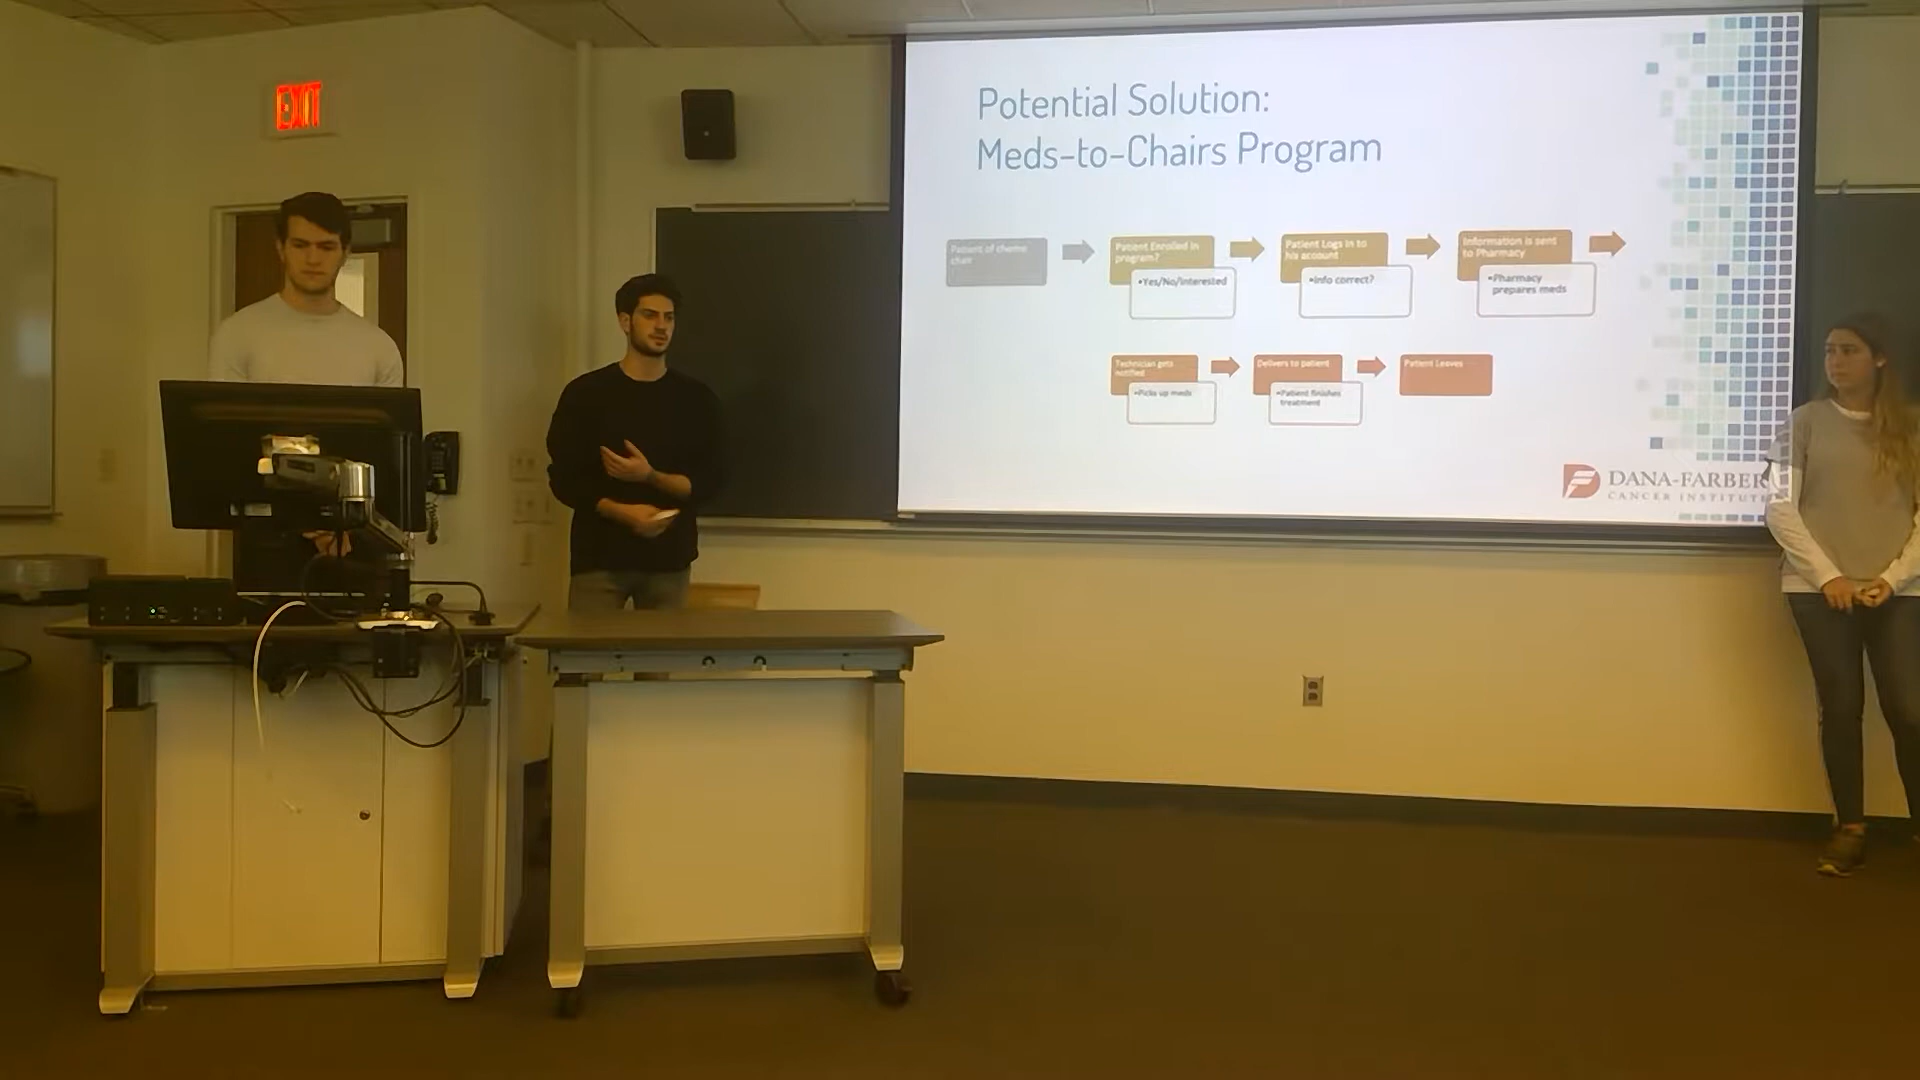 EXIT
Potential Solution:
Meds-to-Chairs Program
Patient of chemo
chair
Patient Enrolled in
program?
•Yes/No/Interested
Patient Logs in to
his account
•Info correct?
Information is sent
to Pharmacy
•Pharmacy
prepares meds
Technician gets
notified
•Picks up meds
Delivers to patient
•Patient finishes
treatment
Patient Leaves
DANA-FARBER
CANCER INSTITUTE